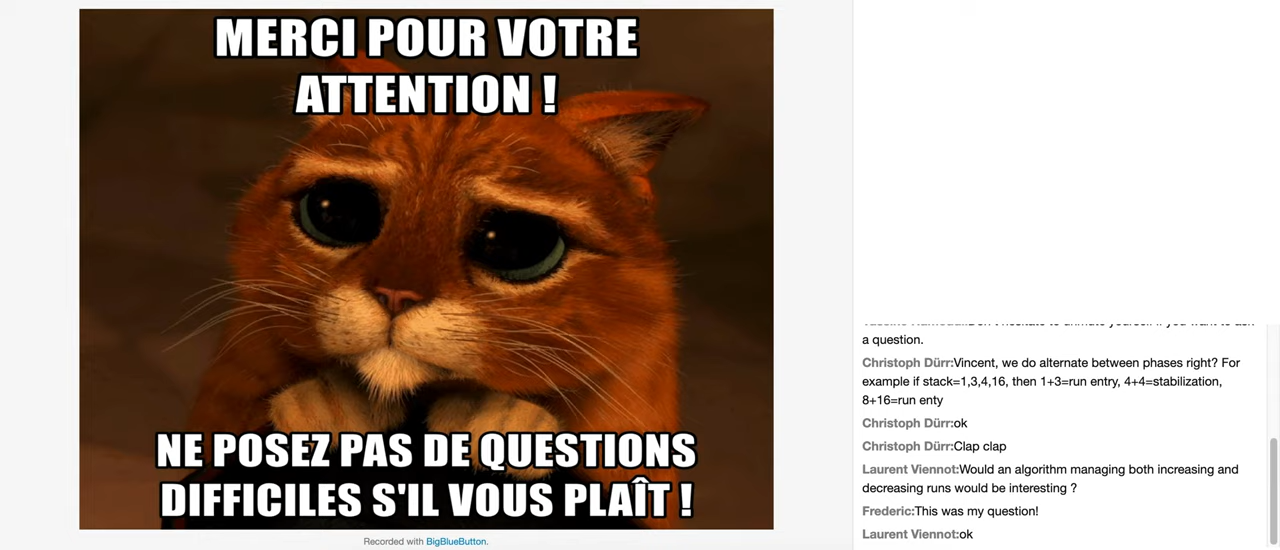 MERCI POUR VOTRE
ATTENTION !
NE POSEZ PAS DE QUESTIONS
DIFFICILES S'IL VOUS PLAÎT !
Recorded with BigBlueButton.
a question.
Christoph Dürr:Vincent, we do alternate between phases right? For
example if stack=1,3,4,16, then 1+3=run entry, 4+4=stabilization,
8+16=run enty
Christoph Dürr:ok
Christoph Dürr:Clap clap
Laurent Viennot:Would an algorithm managing both increasing and
decreasing runs would be interesting ?
Frederic:This was my question!
Laurent Viennot:ok